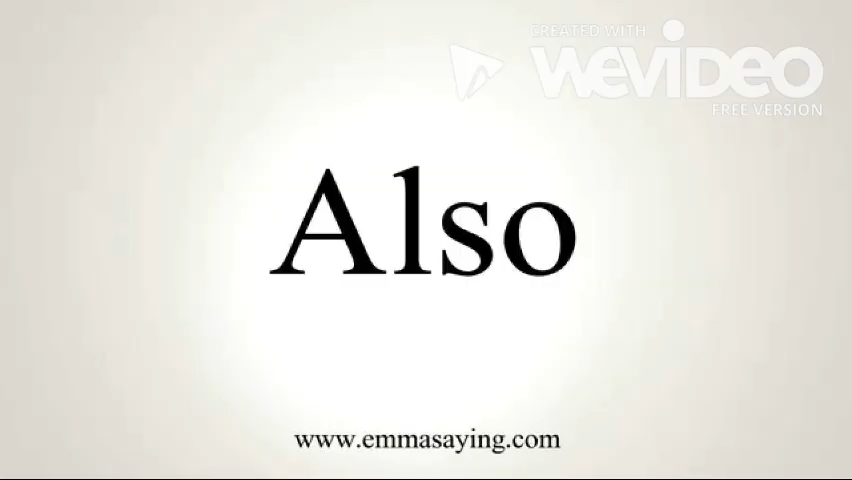 CREATED WITH
WEVIDEO
FREE VERSION
Also
www.emmasaying.com